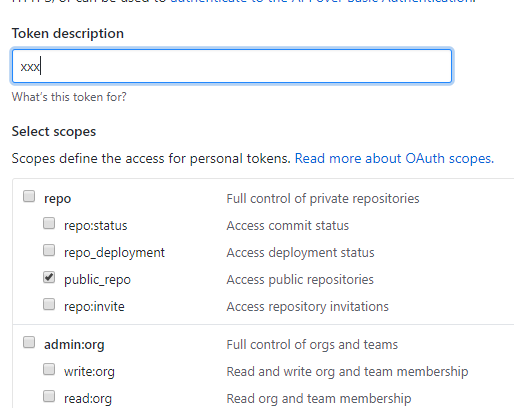 HTTPS, or can be used to authenticate to the API over Basic Authentication.
Token description
xxx
What's this token for?
Select scopes
Scopes define the access for personal tokens. Read more about OAuth scopes.
repo Full control of private repositories
repo:status Access commit status
repo_deployment Access deployment status
public_repo Access public repositories
repo:invite Access repository invitations
admin:org Full control of orgs and teams
write:org Read and write org and team membership
read:org Read org and team membership